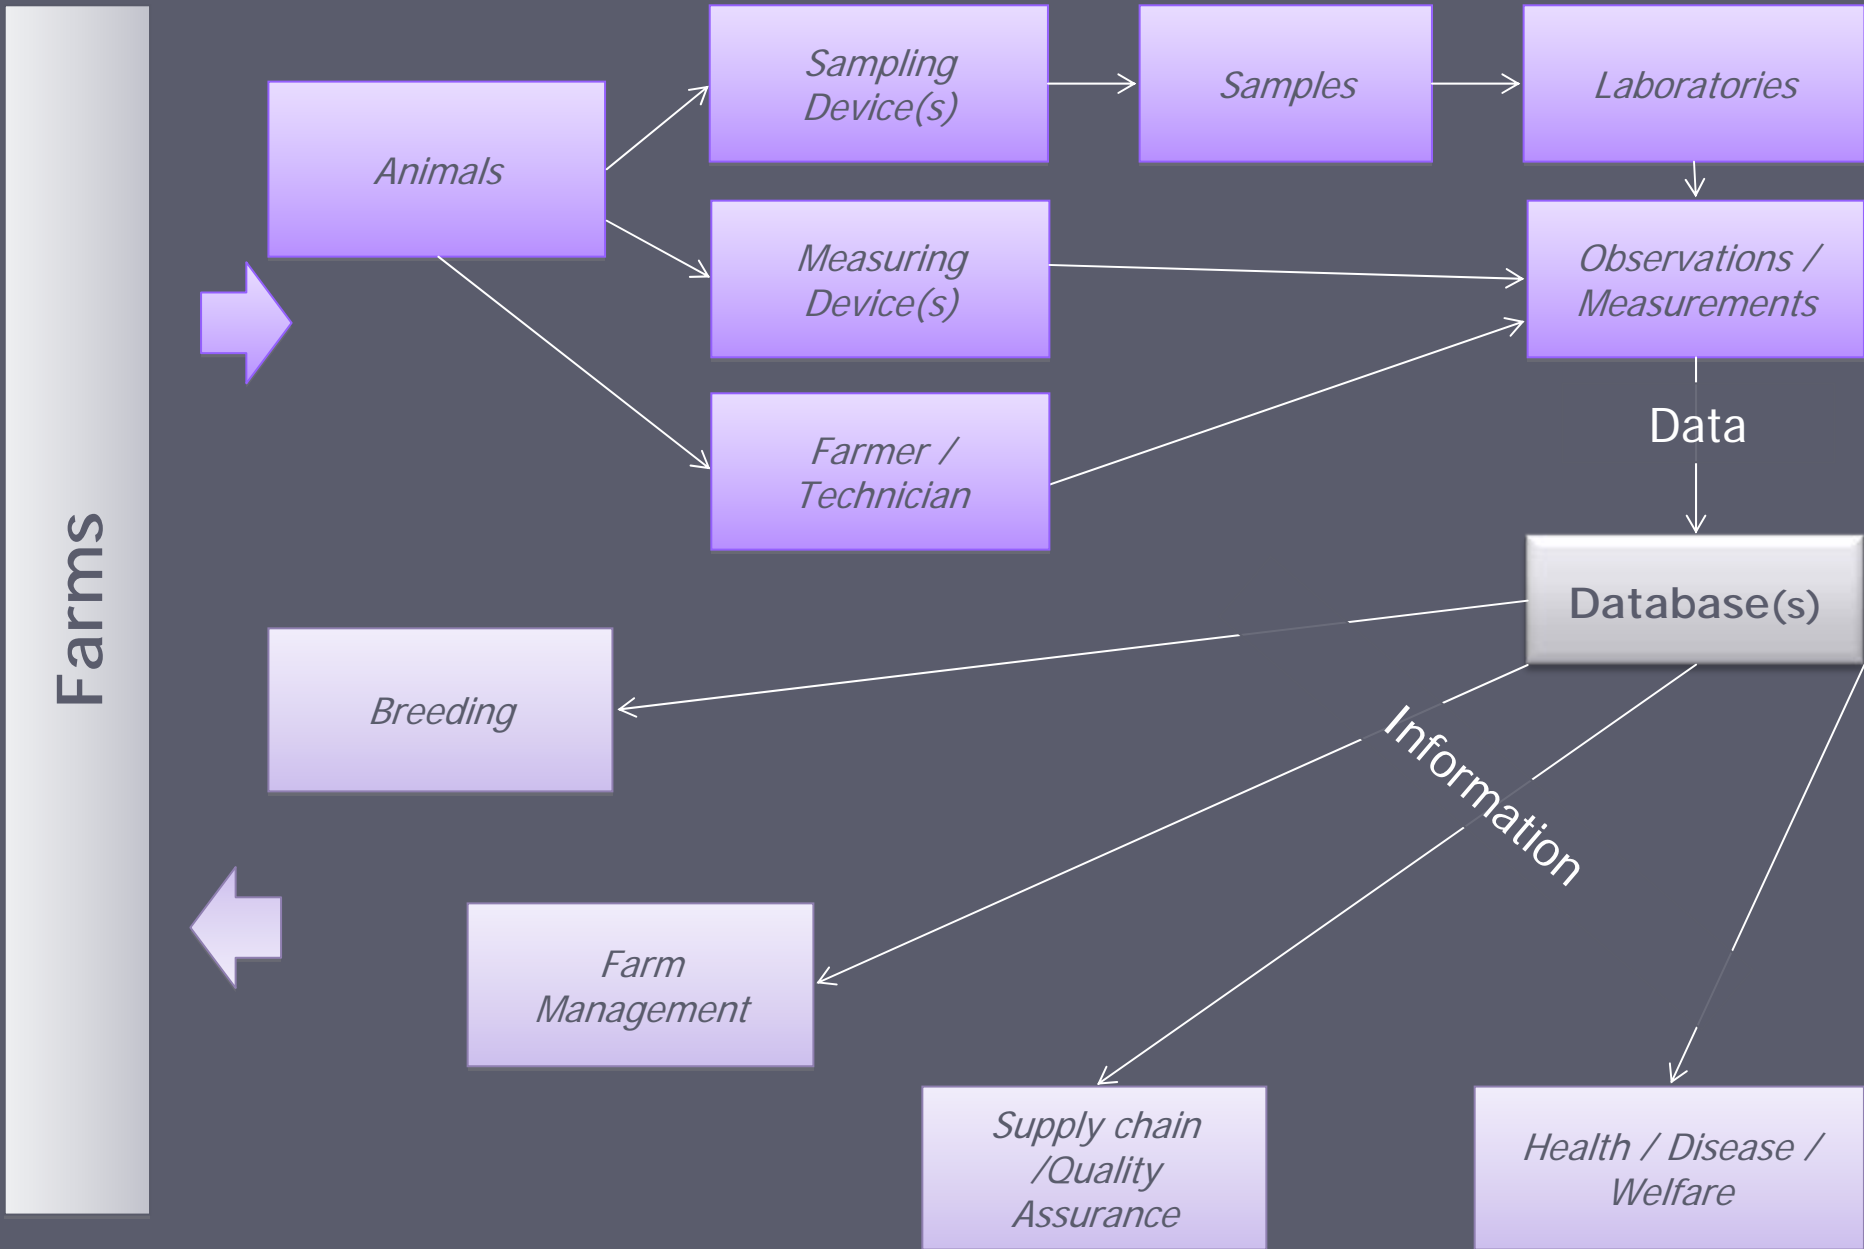 Farms
Animals
Sampling
Device(s)
Samples
Laboratories
Measuring
Device(s)
Observations /
Measurements
Farmer /
Technician
Data
Database(s)
Information
Breeding
Farm
Management
Supply chain
/Quality
Assurance
Health / Disease /
Welfare